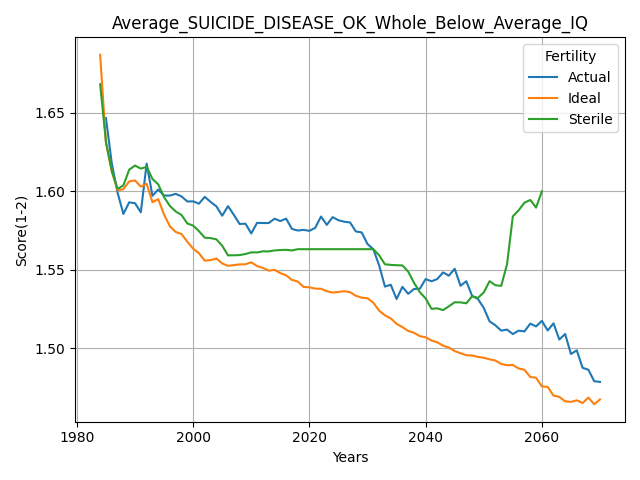 Average_SUICIDE_DISEASE_OK_Whole_Below_Average_IQ
Fertility
Actual
Ideal
Sterile
Score(1-2)
1.65
1.60
1.55
1.50
1980
2000
2020
2040
2060
Years